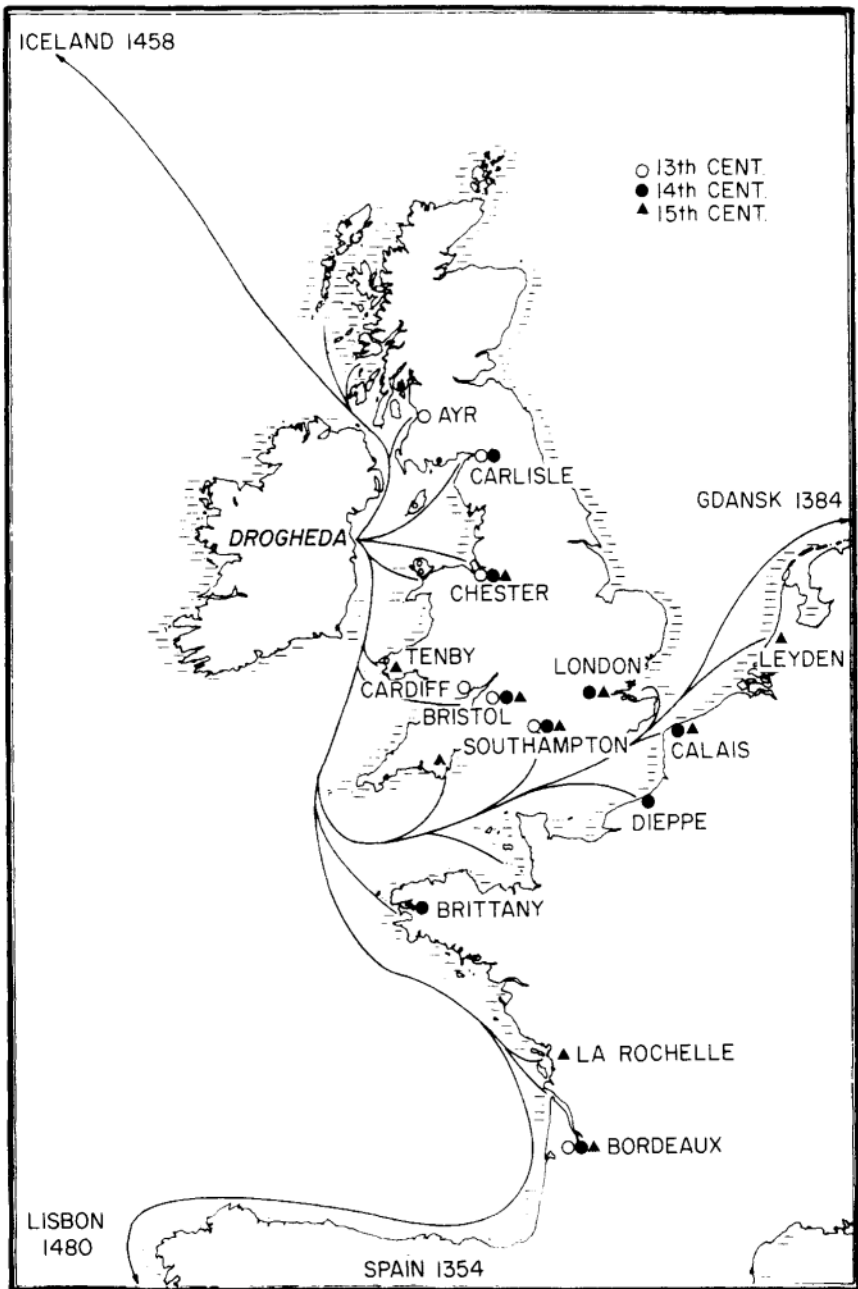 ICELAND 1458
13th CENT.
14th CENT.
15th CENT.
AYR
CARLISLE
GDANSK 1384
DROGHEDA
CHESTER
TENBY
LONDON
LEYDEN
CARDIFF
BRISTOL
SOUTHAMPTON
CALAIS
DIEPPE
BRITTANY
LA ROCHELLE
BORDEAUX
LISBON
1480
SPAIN 1354